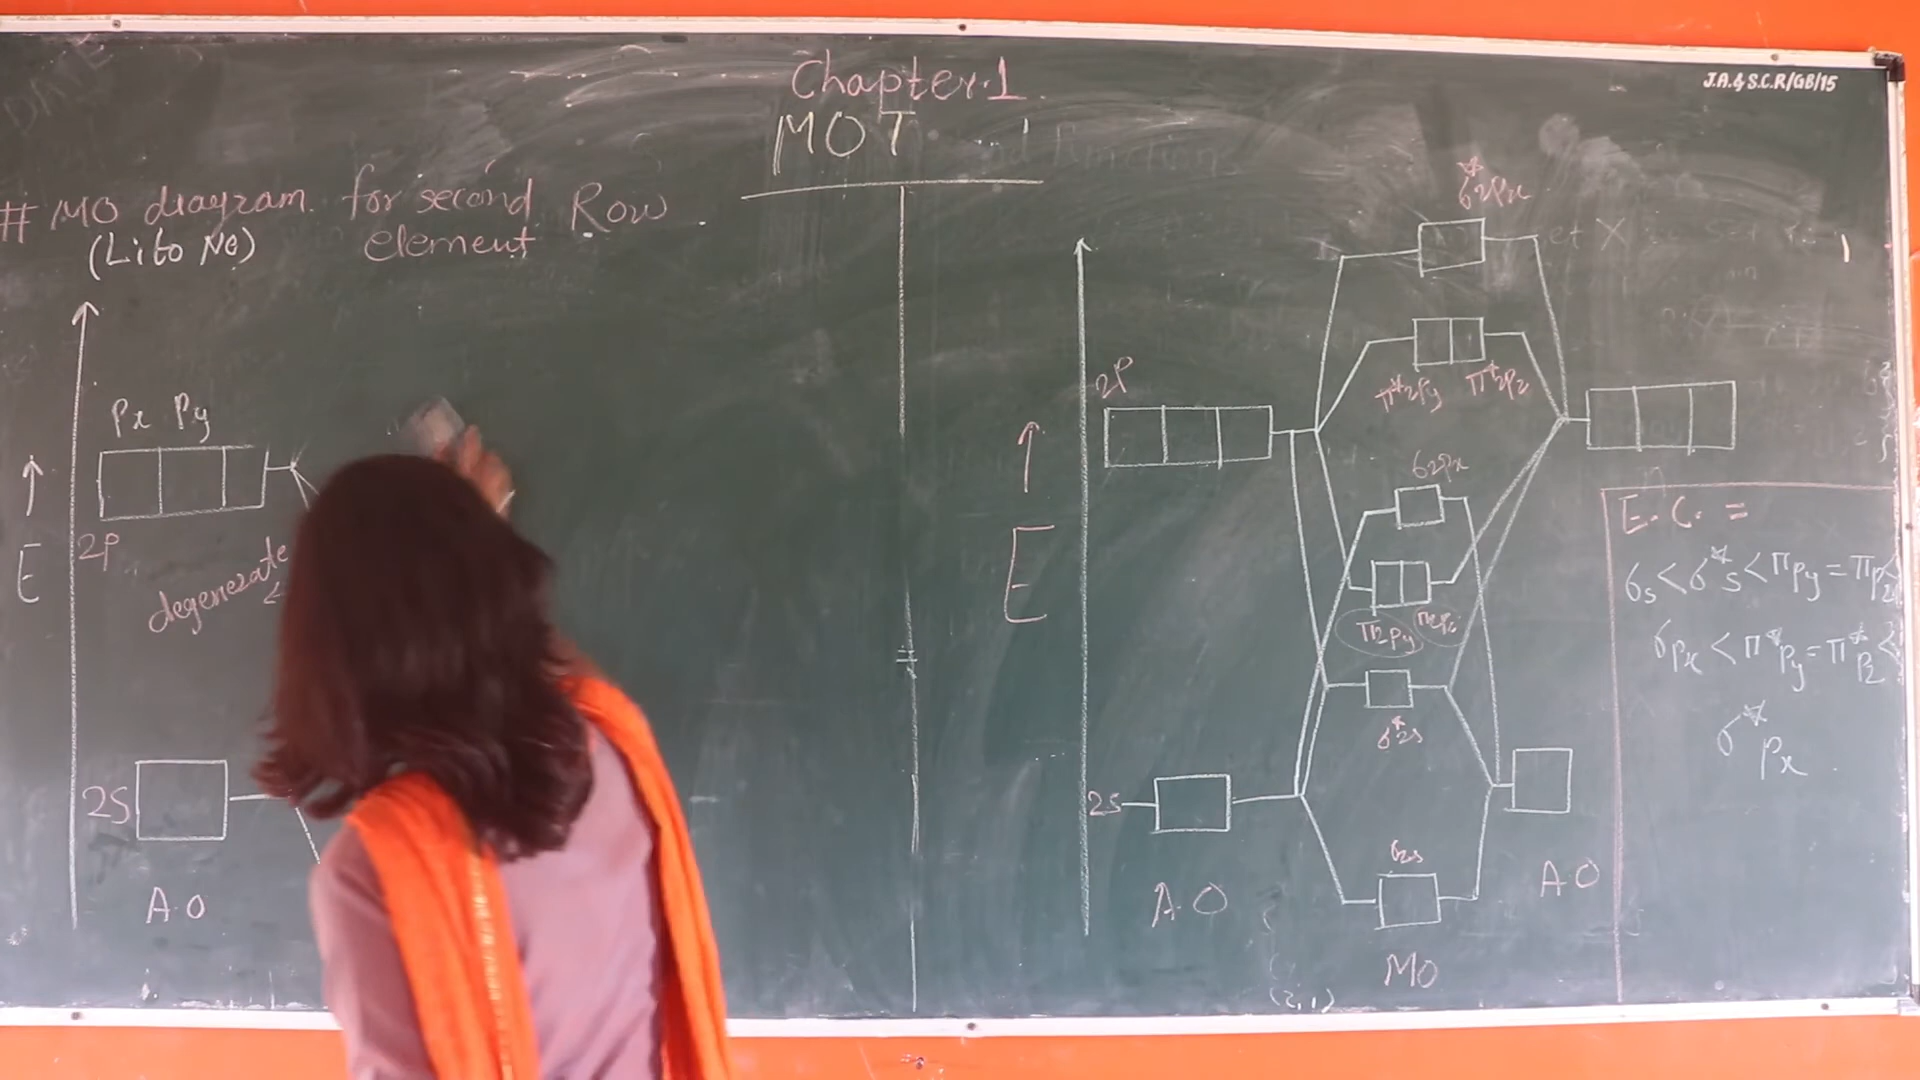 Chapter.1
MOT
J.A.&S.C.R/GB/15
# MO diagram for second Row
(Li to Ne) element
DATE
Px Py
2P
E
degenerate
2S
A.O
σ*2Px
π*2Py π*2Pz
2P
σ2Px
π2Py π2Pz
E
σ*2s
2s
σ2s
A.O
A.O
MO
E.C. =
σs < σ*s < πPy = πPz <
σPx < π*Py = π*Pz <
σ*Px